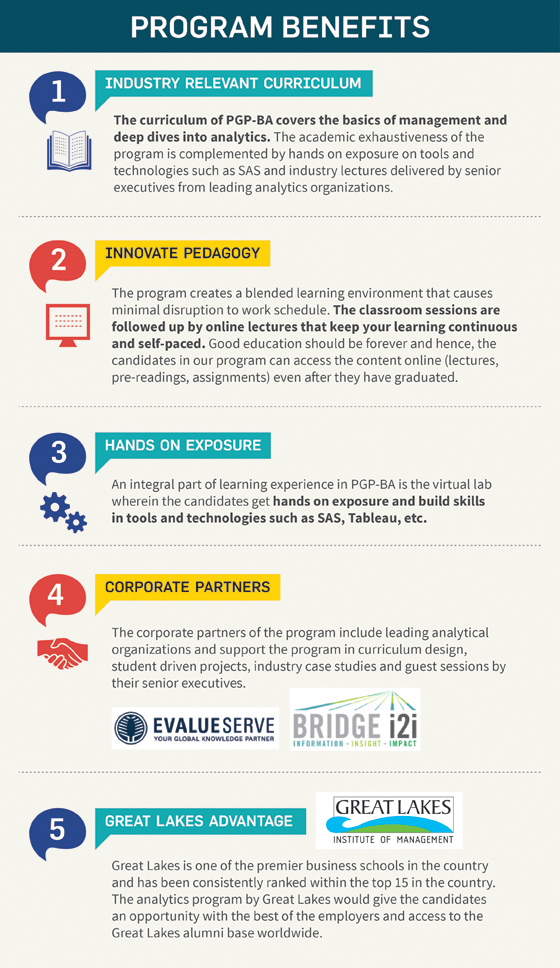 PROGRAM BENEFITS
1
INDUSTRY RELEVANT CURRICULUM
The curriculum of PGP-BA covers the basics of management and
deep dives into analytics. The academic exhaustiveness of the
program is complemented by hands on exposure on tools and
technologies such as SAS and industry lectures delivered by senior
executives from leading analytics organizations.
2
INNOVATE PEDAGOGY
The program creates a blended learning environment that causes
minimal disruption to work schedule. The classroom sessions are
followed up by online lectures that keep your learning continuous
and self-paced. Good education should be forever and hence, the
candidates in our program can access the content online (lectures,
pre-readings, assignments) even after they have graduated.
3
HANDS ON EXPOSURE
An integral part of learning experience in PGP-BA is the virtual lab
wherein the candidates get hands on exposure and build skills
in tools and technologies such as SAS, Tableau, etc.
4
CORPORATE PARTNERS
The corporate partners of the program include leading analytical
organizations and support the program in curriculum design,
student driven projects, industry case studies and guest sessions by
their senior executives.
EVALUESERVE
YOUR GLOBAL KNOWLEDGE PARTNER
BRIDGE i2i
INFORMATION • INSIGHT • IMPACT
5
GREAT LAKES ADVANTAGE
GREAT LAKES
INSTITUTE OF MANAGEMENT
Great Lakes is one of the premier business schools in the country
and has been consistently ranked within the top 15 in the country.
The analytics program by Great Lakes would give the candidates
an opportunity with the best of the employers and access to the
Great Lakes alumni base worldwide.